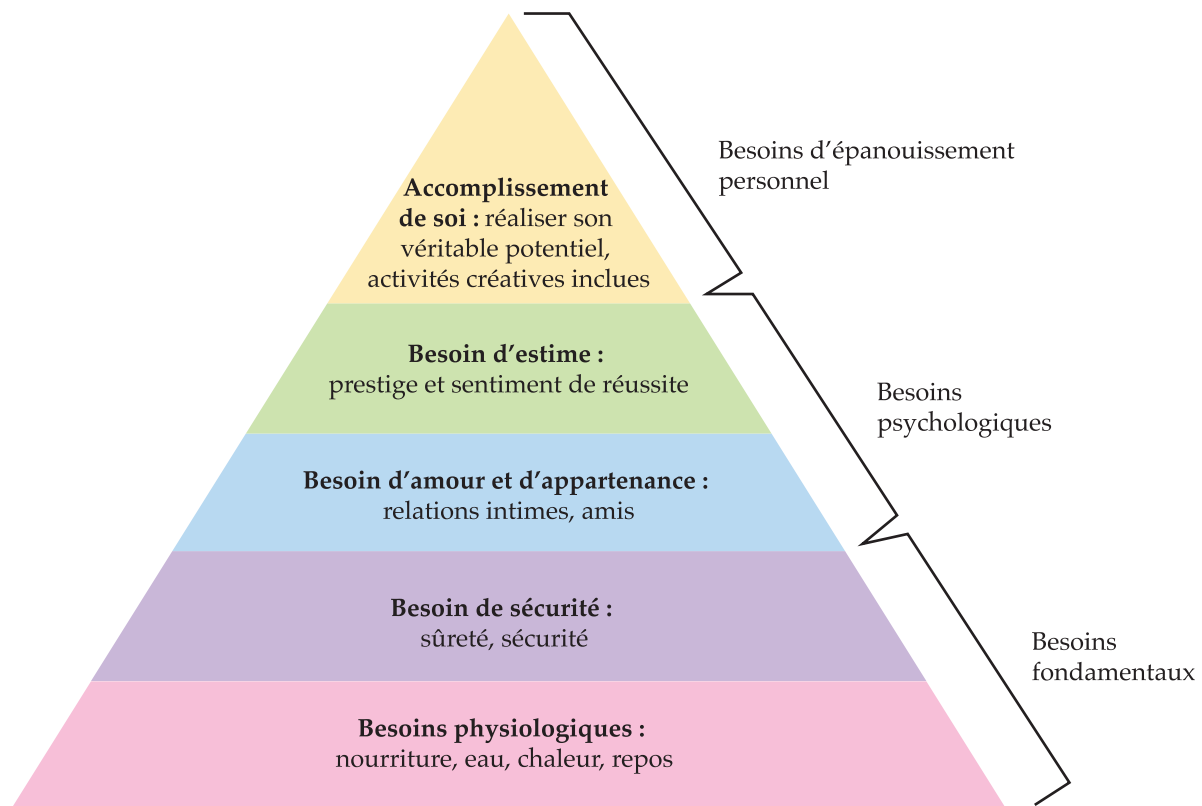 Besoins d’épanouissement
personnel
Accomplissement
de soi : réaliser son
véritable potentiel,
activités créatives inclues
Besoin d’estime :
prestige et sentiment de réussite
Besoins
psychologiques
Besoin d’amour et d’appartenance :
relations intimes, amis
Besoin de sécurité :
sûreté, sécurité
Besoins
fondamentaux
Besoins physiologiques :
nourriture, eau, chaleur, repos